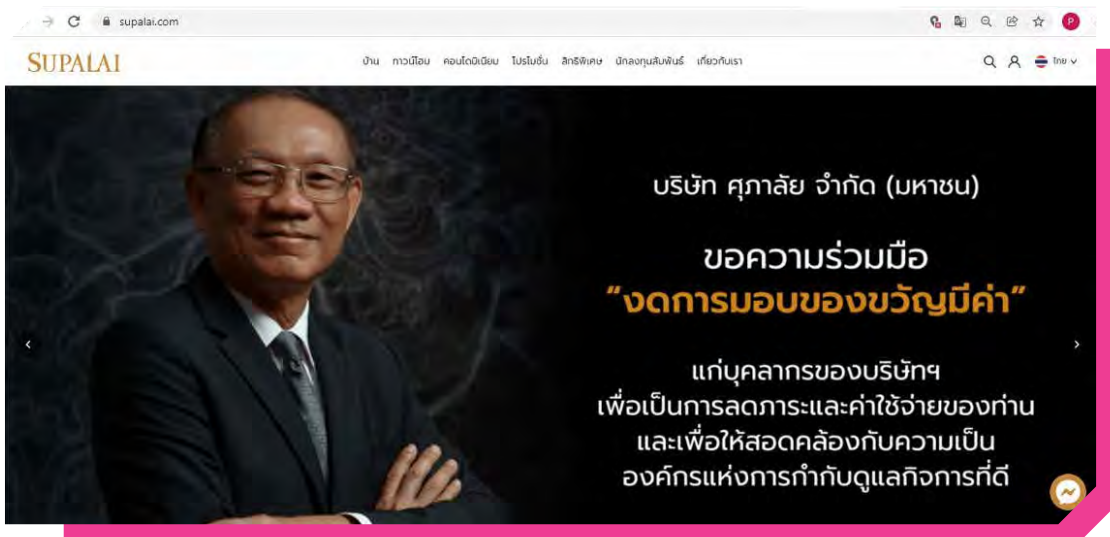 supalai.com
P
SUPALAI
บ้าน ทาวน์โฮม คอนโดมิเนียม โปรโมชั่น สิทธิพิเศษ นักลงทุนสัมพันธ์ เกี่ยวกับเรา
ไทย
บริษัท ศุภาลัย จำกัด (มหาชน)
ขอความร่วมมือ
“งดการมอบของขวัญมีค่า”
แก่บุคลากรของบริษัทฯ
เพื่อเป็นการลดภาระและค่าใช้จ่ายของท่าน
และเพื่อให้สอดคล้องกับความเป็น
องค์กรแห่งการกำกับดูแลกิจการที่ดี